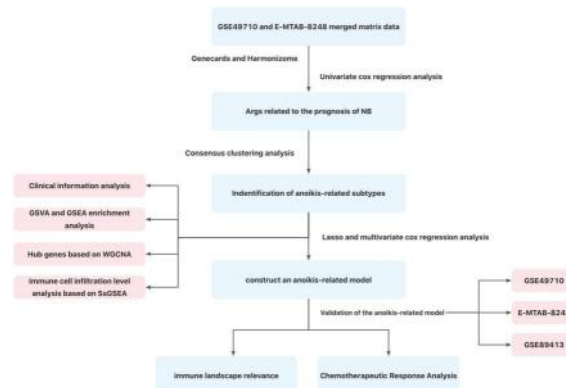 GSE49710 and E-MTAB-8248 merged matrix data
Genecards and Harmonizome
Univariate cox regression analysis
Args related to the prognosis of NB
Consensus clustering analysis
Clinical information analysis
Indentification of anoikis-related subtypes
GSVA and GSEA enrichment
analysis
Lasso and multivariate cox regression analysis
Hub genes based on WGCNA
Immune cell infiltration level
analysis based on SsGSEA
construct an anoikis-related model
GSE49710
Validation of the anoikis-related model
E-MTAB-824
GSE89413
immune landscape relevance
Chemotherapeutic Response Analysis